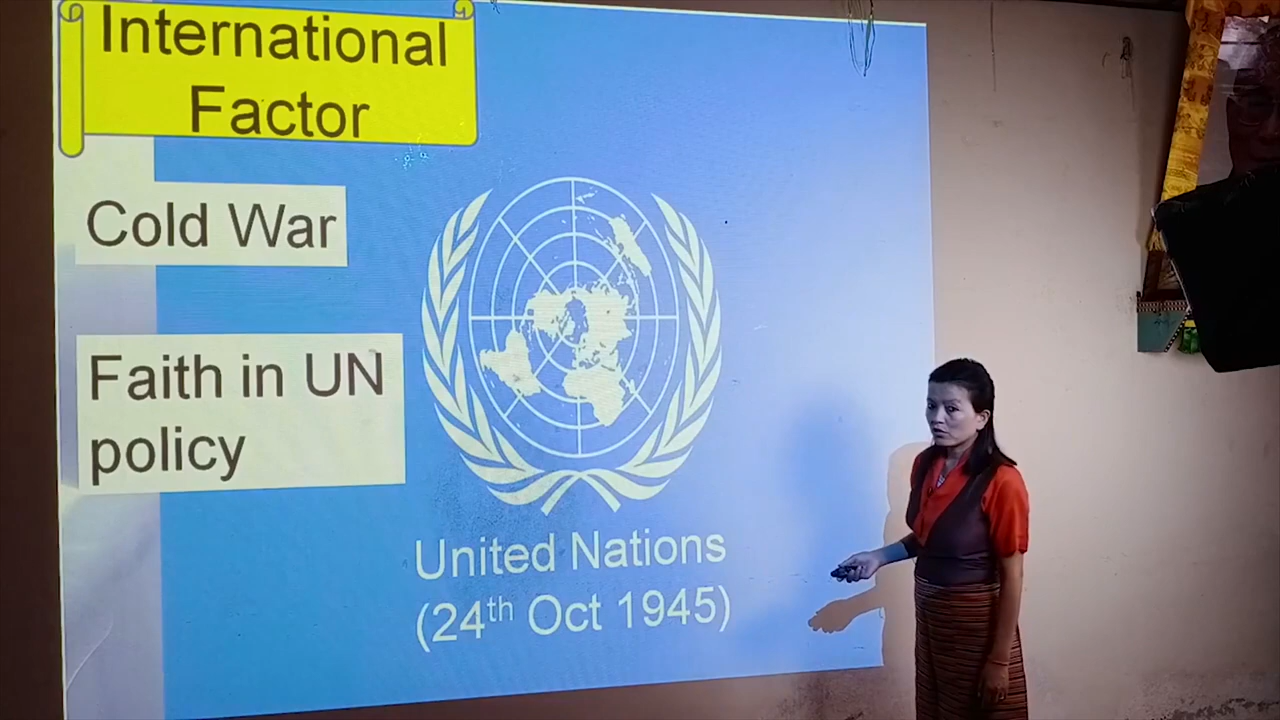 International
Factor
Cold War
Faith in UN
policy
United Nations
(24th Oct 1945)